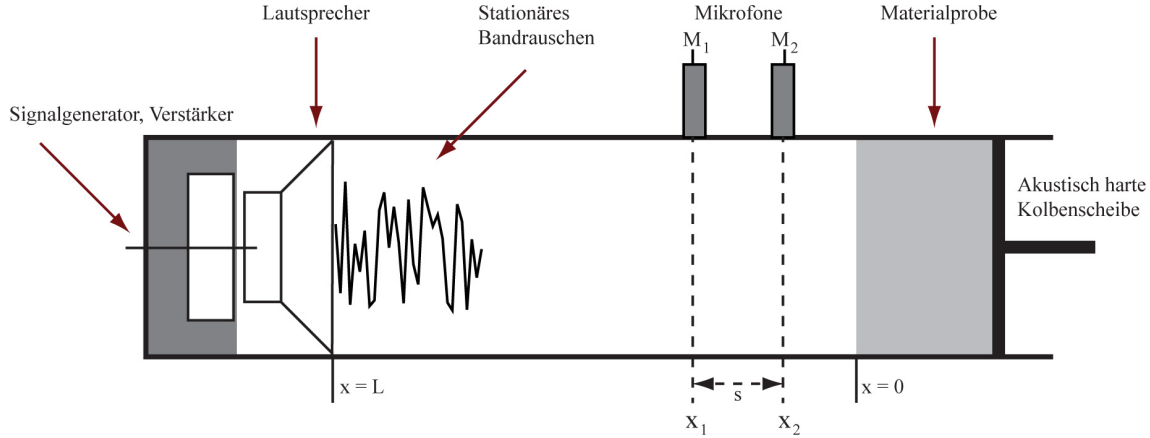 Lautsprecher
Stationäres
Bandrauschen
Mikrofone
Materialprobe
M1
M2
Signalgenerator, Verstärker
Akustisch harte
Kolbenscheibe
x = L
s
x = 0
x1
x2